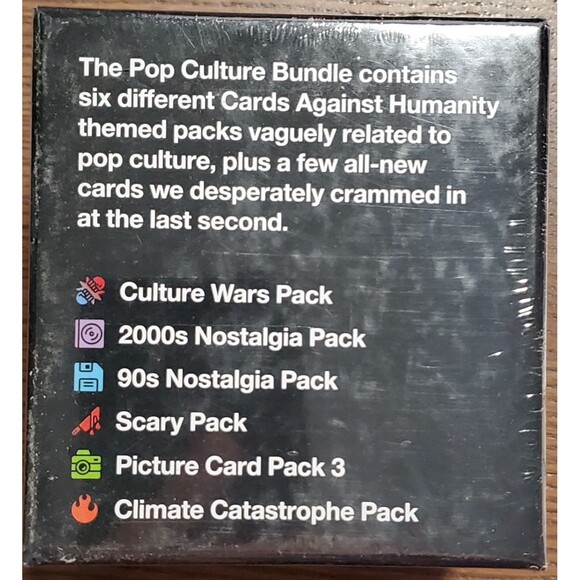 The Pop Culture Bundle contains
six different Cards Against Humanity
themed packs vaguely related to
pop culture, plus a few all-new
cards we desperately crammed in
at the last second.
Culture Wars Pack
2000s Nostalgia Pack
90s Nostalgia Pack
Scary Pack
Picture Card Pack 3
Climate Catastrophe Pack